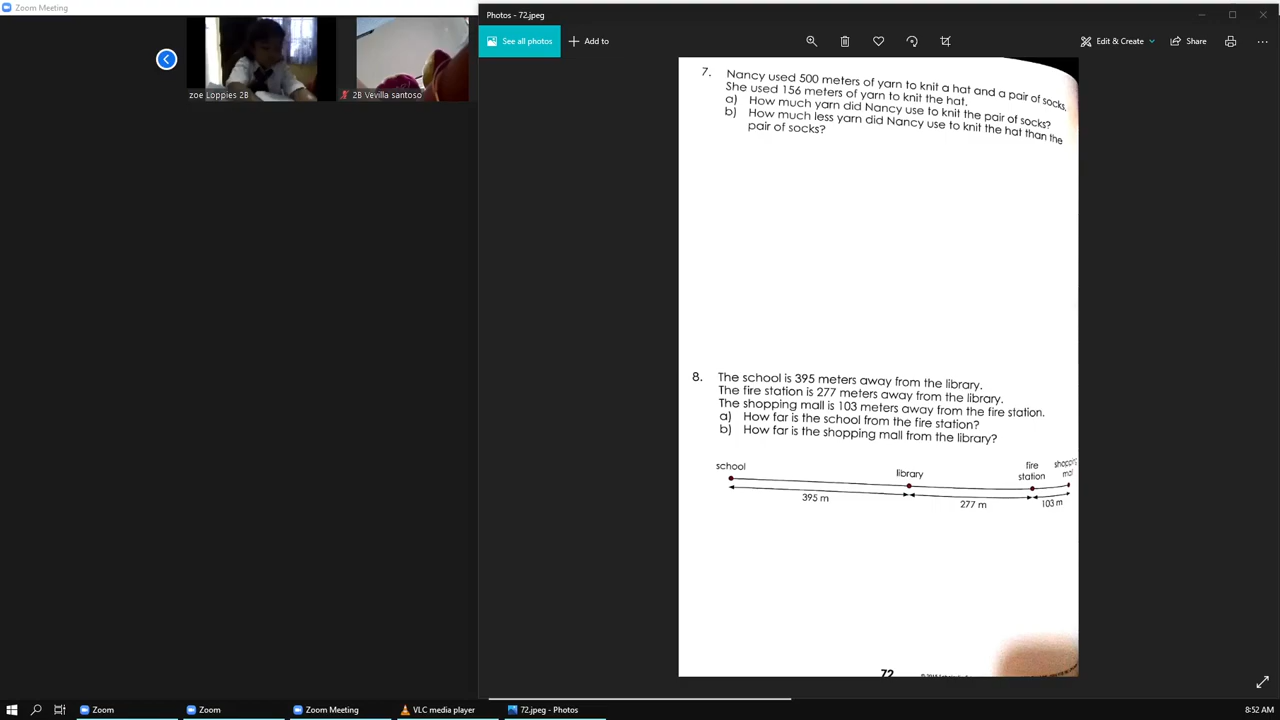 Zoom Meeting
zoe Loppies 2B
2B Vevilla santoso
Photos - 72.jpeg
See all photos
Add to
Edit & Create
Share
7. Nancy used 500 meters of yarn to knit a hat and a pair of socks.
She used 156 meters of yarn to knit the hat.
a) How much yarn did Nancy use to knit the pair of socks?
b) How much less yarn did Nancy use to knit the hat than the
pair of socks?
8. The school is 395 meters away from the library.
The fire station is 277 meters away from the library.
The shopping mall is 103 meters away from the fire station.
a) How far is the school from the fire station?
b) How far is the shopping mall from the library?
school
library
fire
station
395 m
277 m
103 m
72
Zoom
Zoom
Zoom Meeting
VLC media player
72.jpeg - Photos
8:52 AM